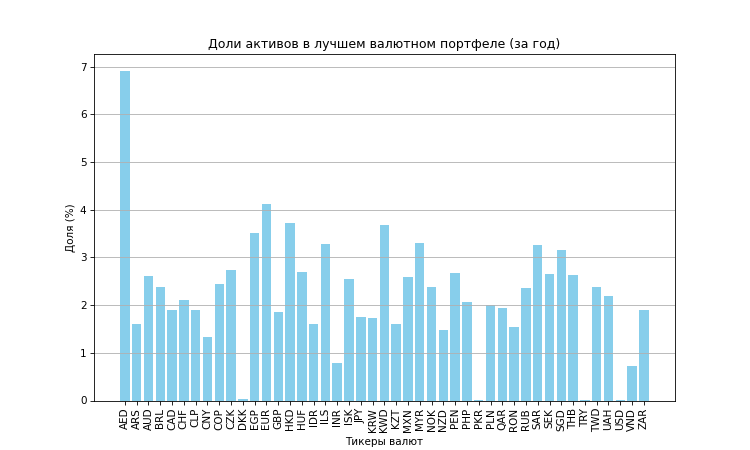 Доли активов в лучшем валютном портфеле (за год)
Доля (%)
7
6
5
4
3
2
1
0
AED
ARS
AUD
BRL
CAD
CHF
CLP
CNY
COP
CZK
DKK
EGP
EUR
GBP
HKD
HUF
IDR
ILS
INR
ISK
JPY
KRW
KWD
KZT
MXN
MYR
NOK
NZD
PEN
PHP
PKR
PLN
QAR
RON
RUB
SAR
SEK
SGD
THB
TRY
TWD
UAH
USD
VND
ZAR
Тикеры валют